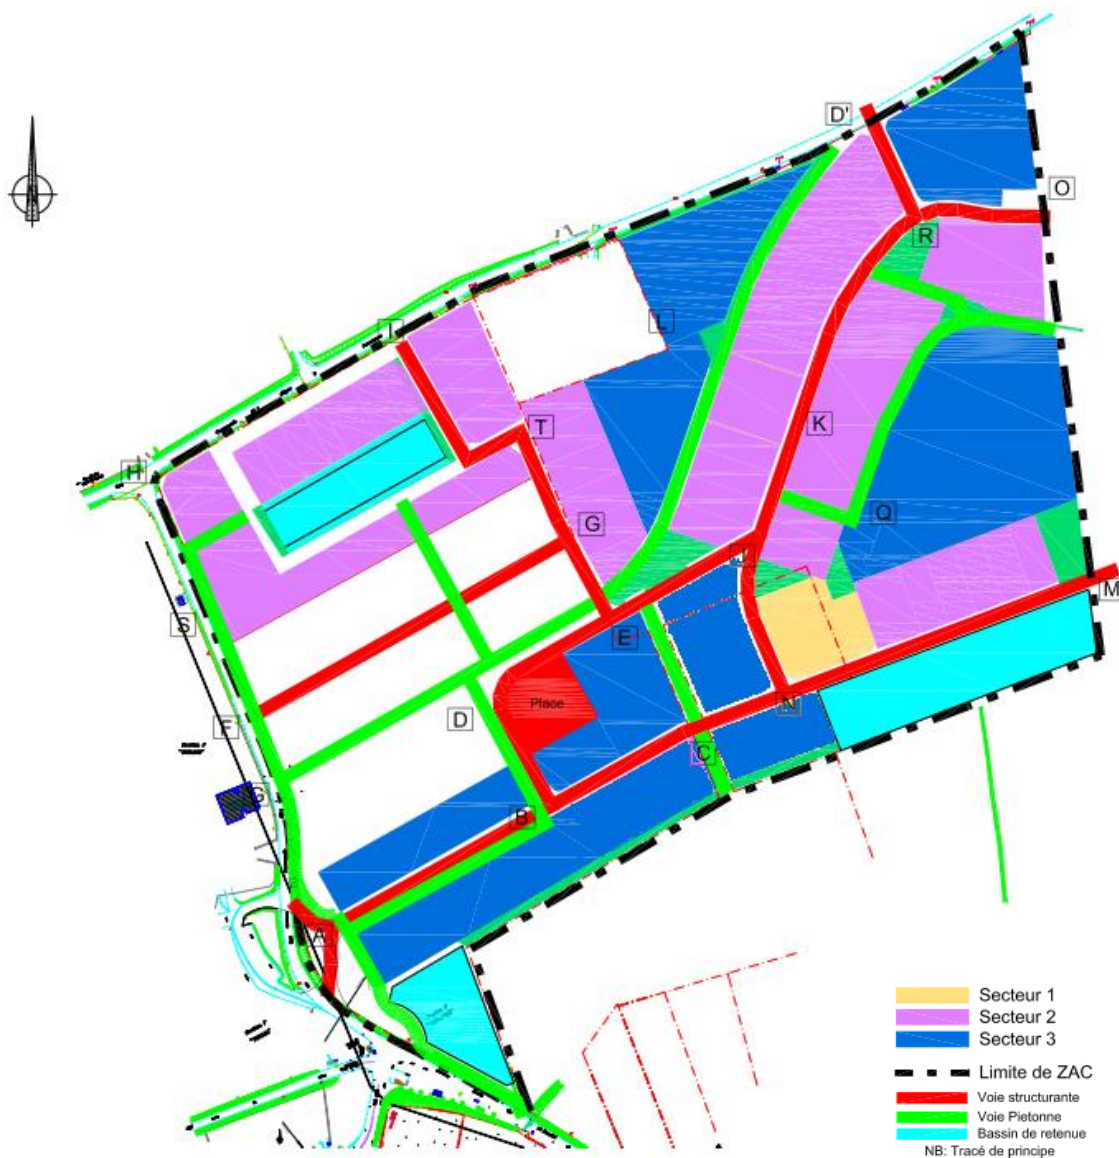 D'
O
R
L
I
K
T
H
G
Q
J
S
M
E
Place
N
D
F
C
G
B
A
Secteur 1
Secteur 2
Secteur 3
Limite de ZAC
Voie structurante
Voie Pietonne
Bassin de retenue
NB: Tracé de principe